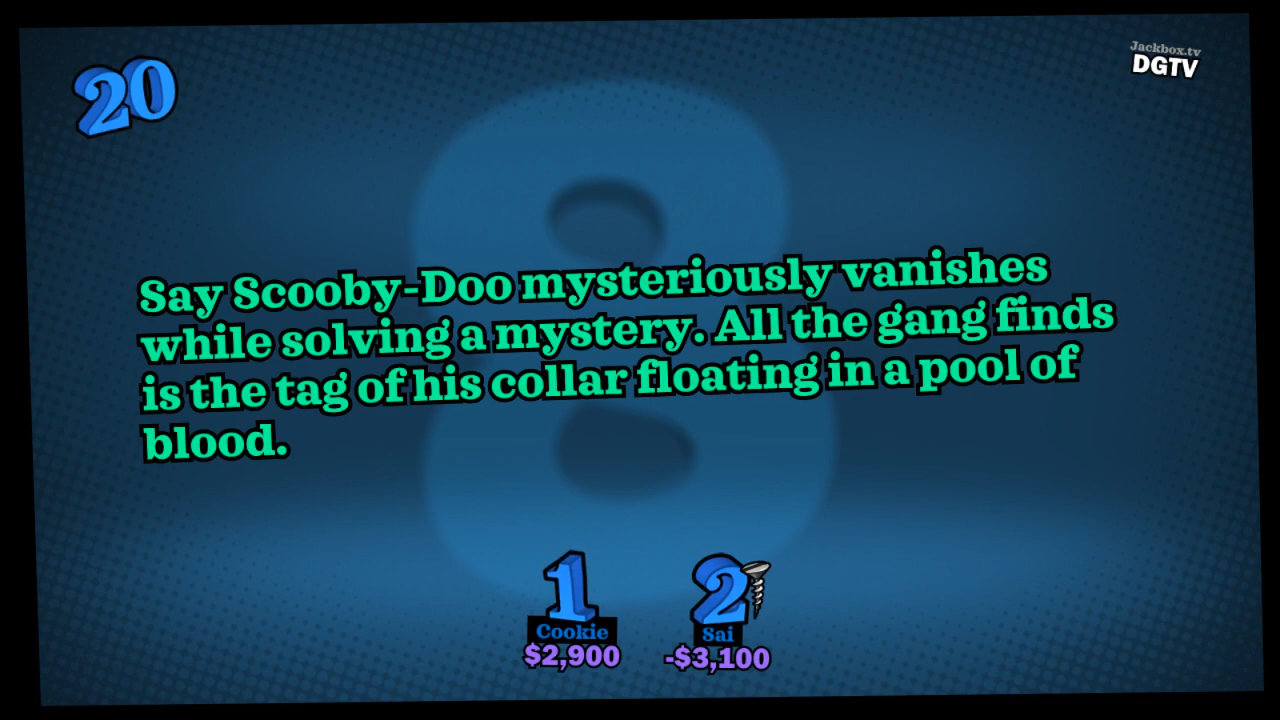 20
Jackbox.tv
DGTV
8
Say Scooby-Doo mysteriously vanishes
while solving a mystery. All the gang finds
is the tag of his collar floating in a pool of
blood.
1
2
Cookie
Sai
$2,900
-$3,100